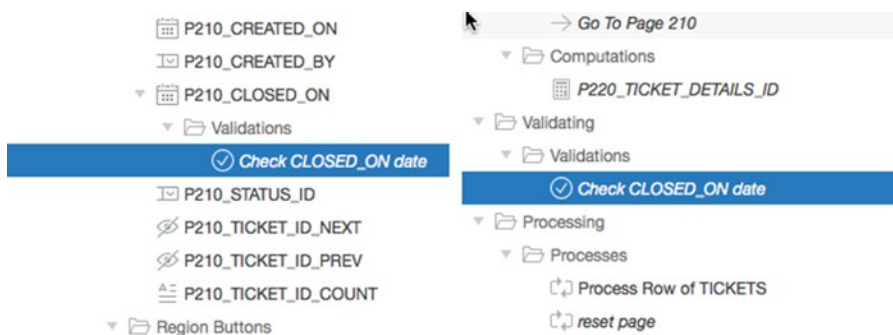 P210_CREATED_ON
P210_CREATED_BY
P210_CLOSED_ON
Validations
Check CLOSED_ON date
P210_STATUS_ID
P210_TICKET_ID_NEXT
P210_TICKET_ID_PREV
P210_TICKET_ID_COUNT
Region Buttons
Go To Page 210
Computations
P220_TICKET_DETAILS_ID
Validating
Validations
Check CLOSED_ON date
Processing
Processes
Process Row of TICKETS
reset page